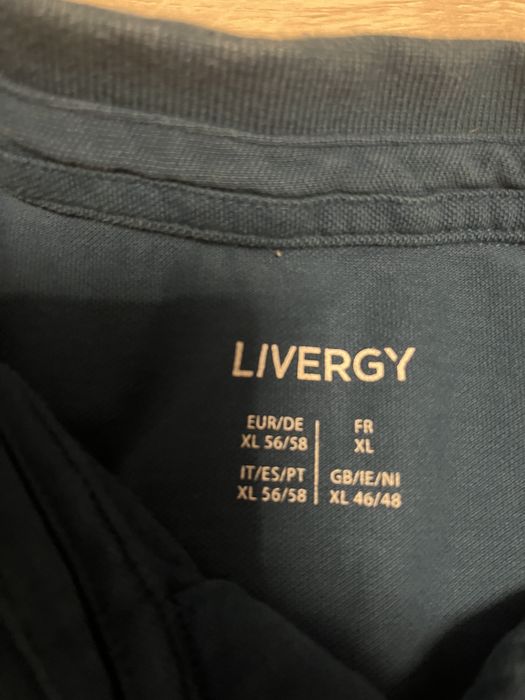 LIVERGY
EUR/DE
XL 56/58
FR
XL
IT/ES/PT
XL 56/58
GB/IE/NI
XL 46/48